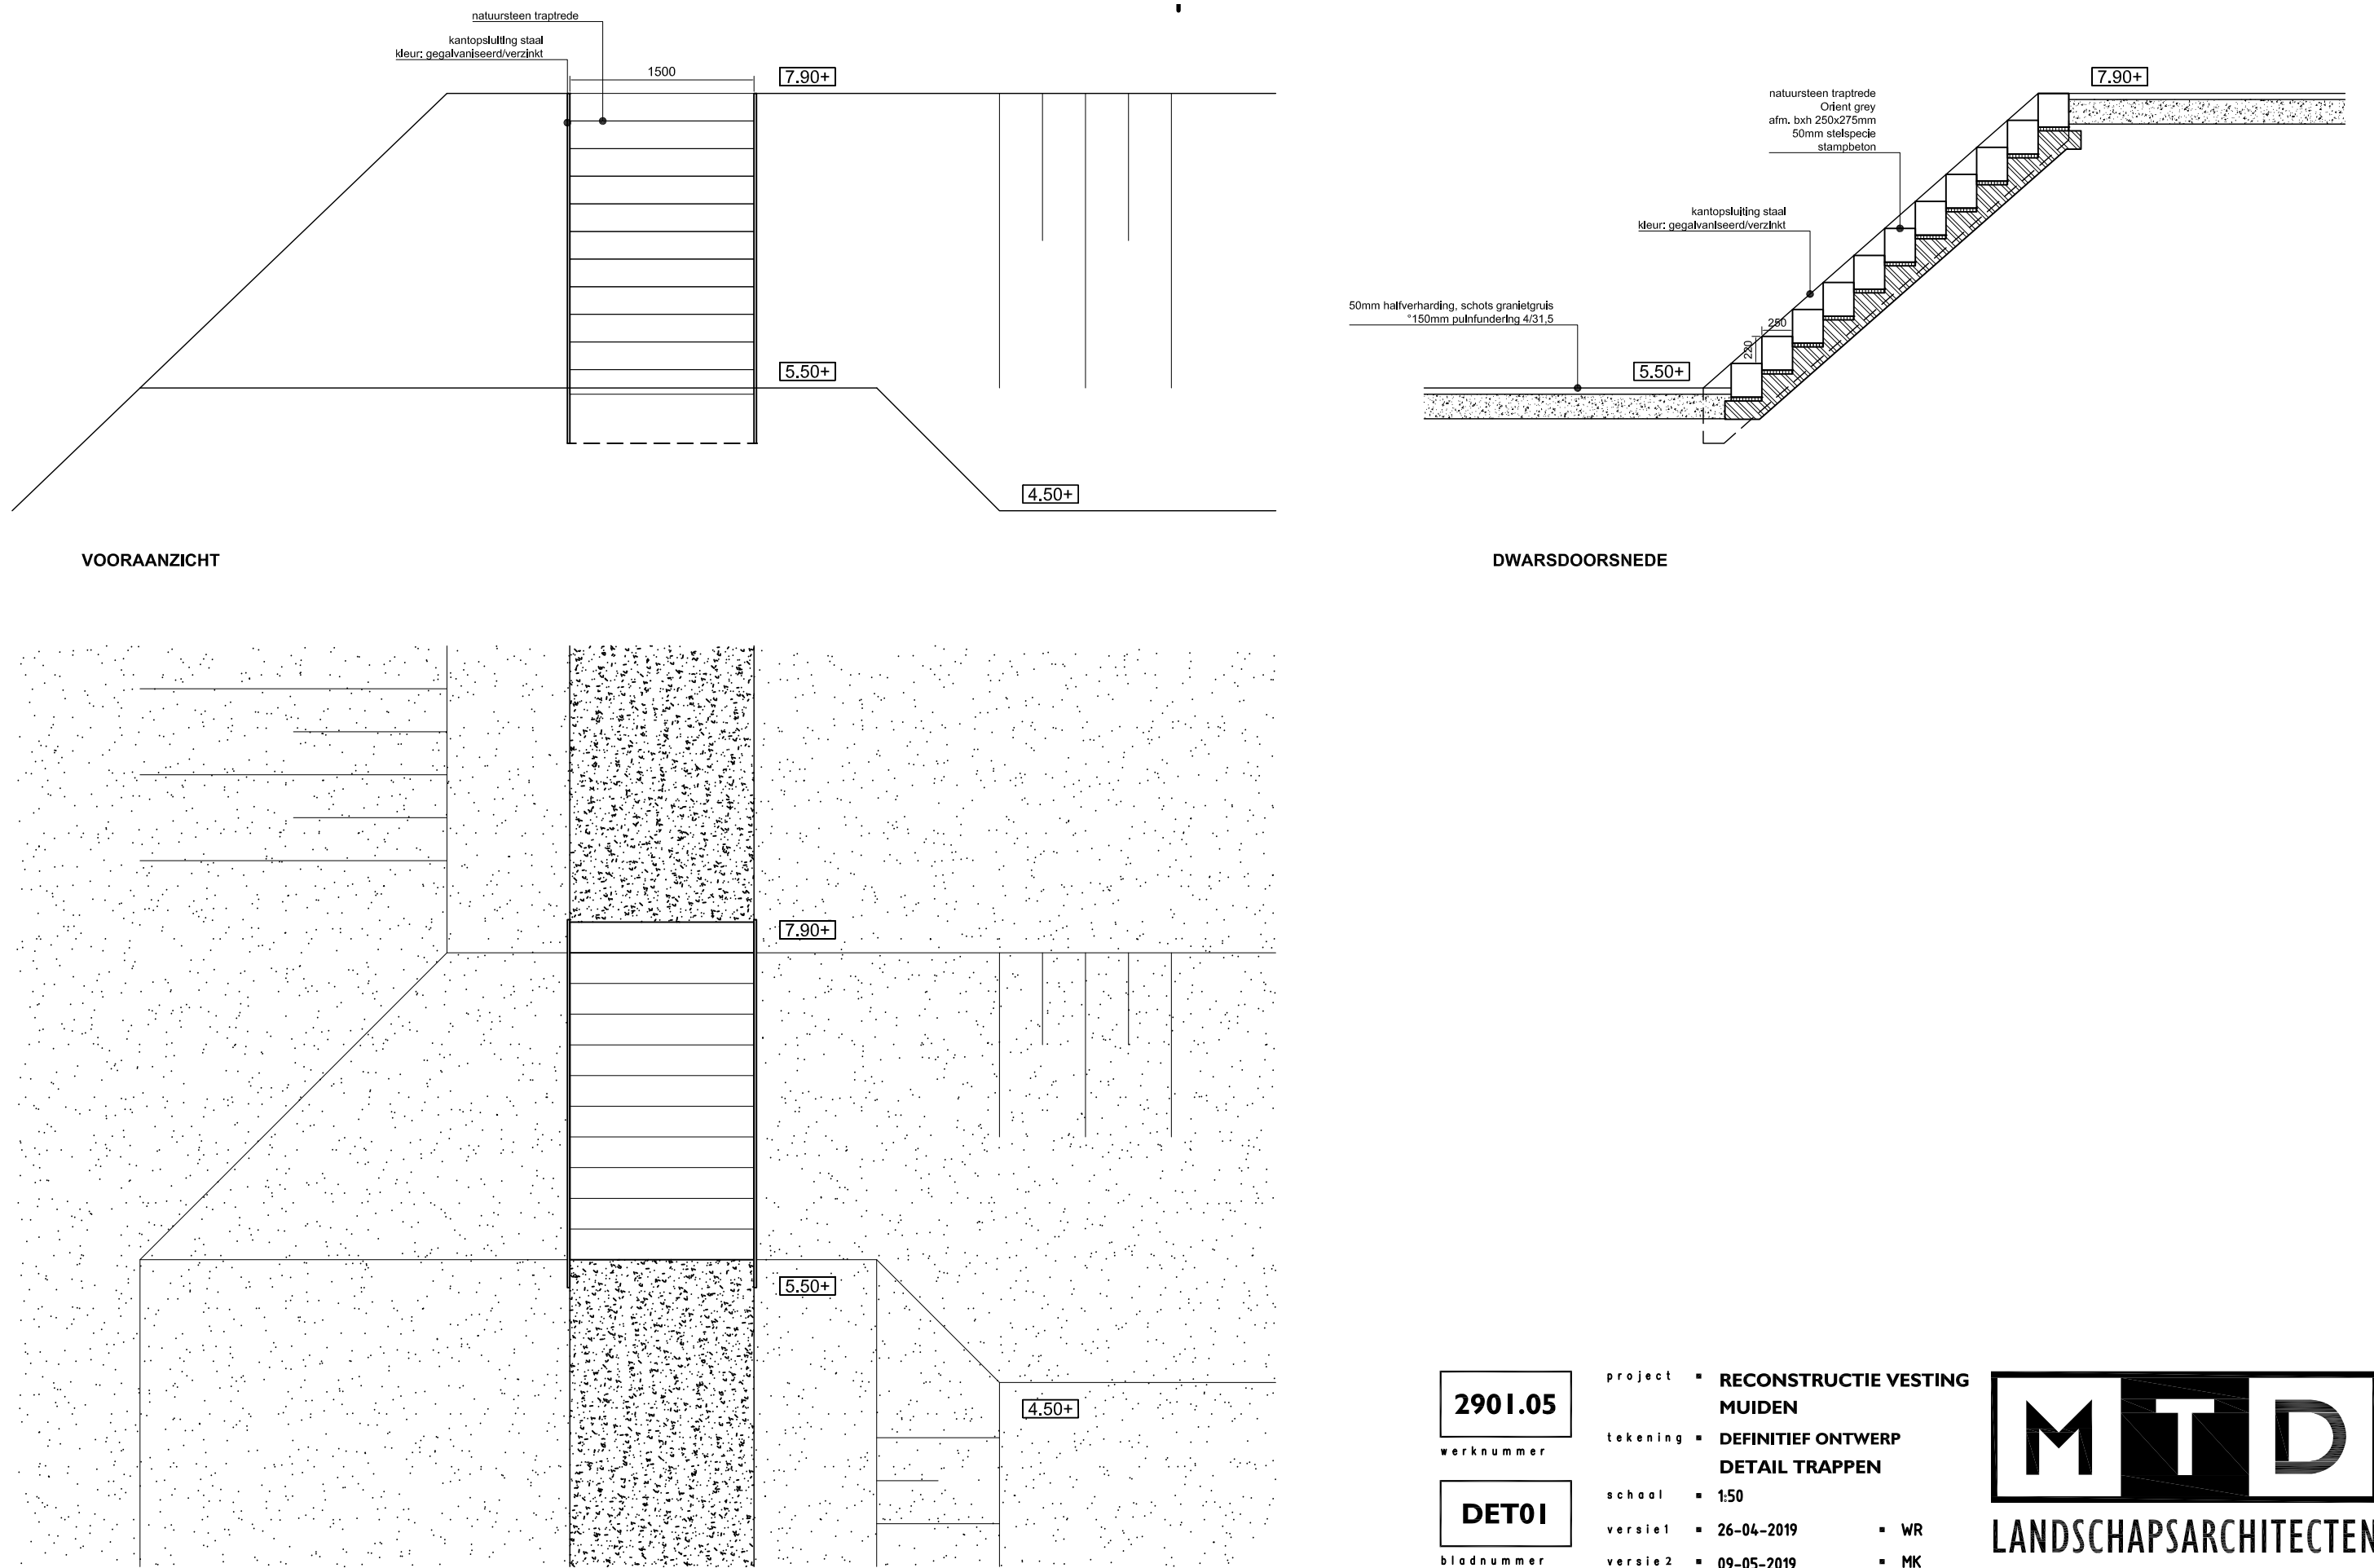 natuursteen traptrede
kantopsluiting staal
kleur: gegalvaniseerd/verzinkt
1500
7.90+
5.50+
4.50+
VOORAANZICHT
7.90+
natuursteen traptrede
Orient grey
afm. bxh 250x275mm
50mm stelspecie
stampbeton
kantopsluiting staal
kleur: gegalvaniseerd/verzinkt
50mm halfverharding, schots granietgruis
°150mm puinfundering 4/31,5
250
220
5.50+
DWARSDOORSNEDE
7.90+
5.50+
4.50+
2901.05
werknummer
DET01
bladnummer
project ▪ RECONSTRUCTIE VESTING
MUIDEN
tekening ▪ DEFINITIEF ONTWERP
DETAIL TRAPPEN
schaal ▪ 1:50
versie1 ▪ 26-04-2019 ▪ WR
versie2 ▪ 09-05-2019 ▪ MK
MTD
LANDSCHAPSARCHITECTEN